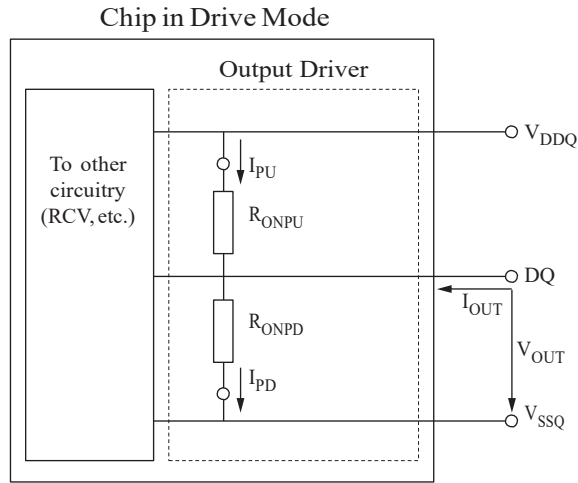 Chip in Drive Mode
Output Driver
To other
circuitry
(RCV, etc.)
I_PU
R_ONPU
R_ONPD
I_PD
V_DDQ
DQ
I_OUT
V_OUT
V_SSQ